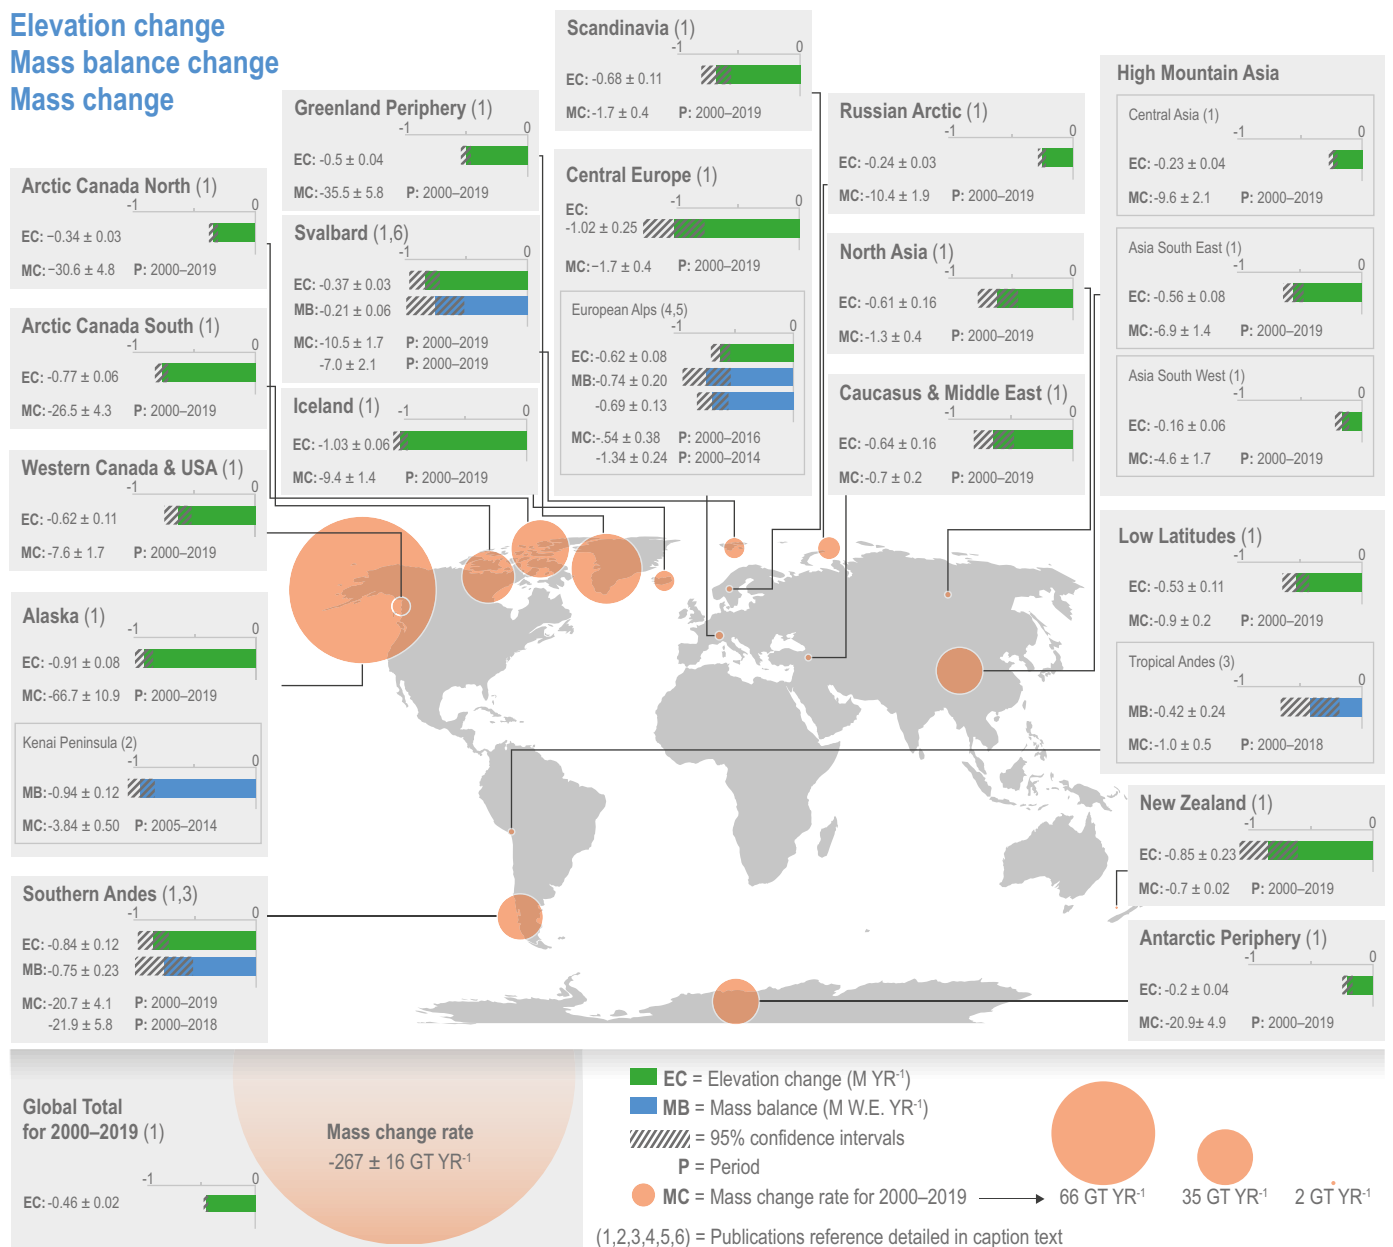 Elevation change
Mass balance change
Mass change
Arctic Canada North (1)
-1 0
EC: −0.34 ± 0.03
MC: −30.6 ± 4.8 P: 2000–2019
Arctic Canada South (1)
-1 0
EC: -0.77 ± 0.06
MC: -26.5 ± 4.3 P: 2000–2019
Western Canada & USA (1)
-1 0
EC: -0.62 ± 0.11
MC: -7.6 ± 1.7 P: 2000–2019
Alaska (1)
-1 0
EC: -0.91 ± 0.08
MC: -66.7 ± 10.9 P: 2000–2019
Kenai Peninsula (2)
-1 0
MB: -0.94 ± 0.12
MC: -3.84 ± 0.50 P: 2005–2014
Southern Andes (1,3)
-1 0
EC: -0.84 ± 0.12
MB: -0.75 ± 0.23
MC: -20.7 ± 4.1 P: 2000–2019
-21.9 ± 5.8 P: 2000–2018
Greenland Periphery (1)
-1 0
EC: -0.5 ± 0.04
MC: -35.5 ± 5.8 P: 2000–2019
Svalbard (1,6)
-1 0
EC: -0.37 ± 0.03
MB: -0.21 ± 0.06
MC: -10.5 ± 1.7 P: 2000–2019
-7.0 ± 2.1 P: 2000–2019
Iceland (1)
-1 0
EC: -1.03 ± 0.06
MC: -9.4 ± 1.4 P: 2000–2019
Scandinavia (1)
-1 0
EC: -0.68 ± 0.11
MC: -1.7 ± 0.4 P: 2000–2019
Central Europe (1)
-1 0
EC:
-1.02 ± 0.25
MC: −1.7 ± 0.4 P: 2000–2019
European Alps (4,5)
-1 0
EC: -0.62 ± 0.08
MB: -0.74 ± 0.20
-0.69 ± 0.13
MC: -.54 ± 0.38 P: 2000–2016
-1.34 ± 0.24 P: 2000–2014
Russian Arctic (1)
-1 0
EC: -0.24 ± 0.03
MC: -10.4 ± 1.9 P: 2000–2019
North Asia (1)
-1 0
EC: -0.61 ± 0.16
MC: -1.3 ± 0.4 P: 2000–2019
Caucasus & Middle East (1)
-1 0
EC: -0.64 ± 0.16
MC: -0.7 ± 0.2 P: 2000–2019
High Mountain Asia
Central Asia (1)
-1 0
EC: -0.23 ± 0.04
MC: -9.6 ± 2.1 P: 2000–2019
Asia South East (1)
-1 0
EC: -0.56 ± 0.08
MC: -6.9 ± 1.4 P: 2000–2019
Asia South West (1)
-1 0
EC: -0.16 ± 0.06
MC: -4.6 ± 1.7 P: 2000–2019
Low Latitudes (1)
-1 0
EC: -0.53 ± 0.11
MC: -0.9 ± 0.2 P: 2000–2019
Tropical Andes (3)
-1 0
MB: -0.42 ± 0.24
MC: -1.0 ± 0.5 P: 2000–2018
New Zealand (1)
-1 0
EC: -0.85 ± 0.23
MC: -0.7 ± 0.02 P: 2000–2019
Antarctic Periphery (1)
-1 0
EC: -0.2 ± 0.04
MC: -20.9± 4.9 P: 2000–2019
Global Total
for 2000–2019 (1)
-1 0
EC: -0.46 ± 0.02
Mass change rate
-267 ± 16 GT YR-1
EC = Elevation change (M YR-1)
MB = Mass balance (M W.E. YR-1)
= 95% confidence intervals
P = Period
MC = Mass change rate for 2000–2019
66 GT YR-1 35 GT YR-1 2 GT YR-1
(1,2,3,4,5,6) = Publications reference detailed in caption text